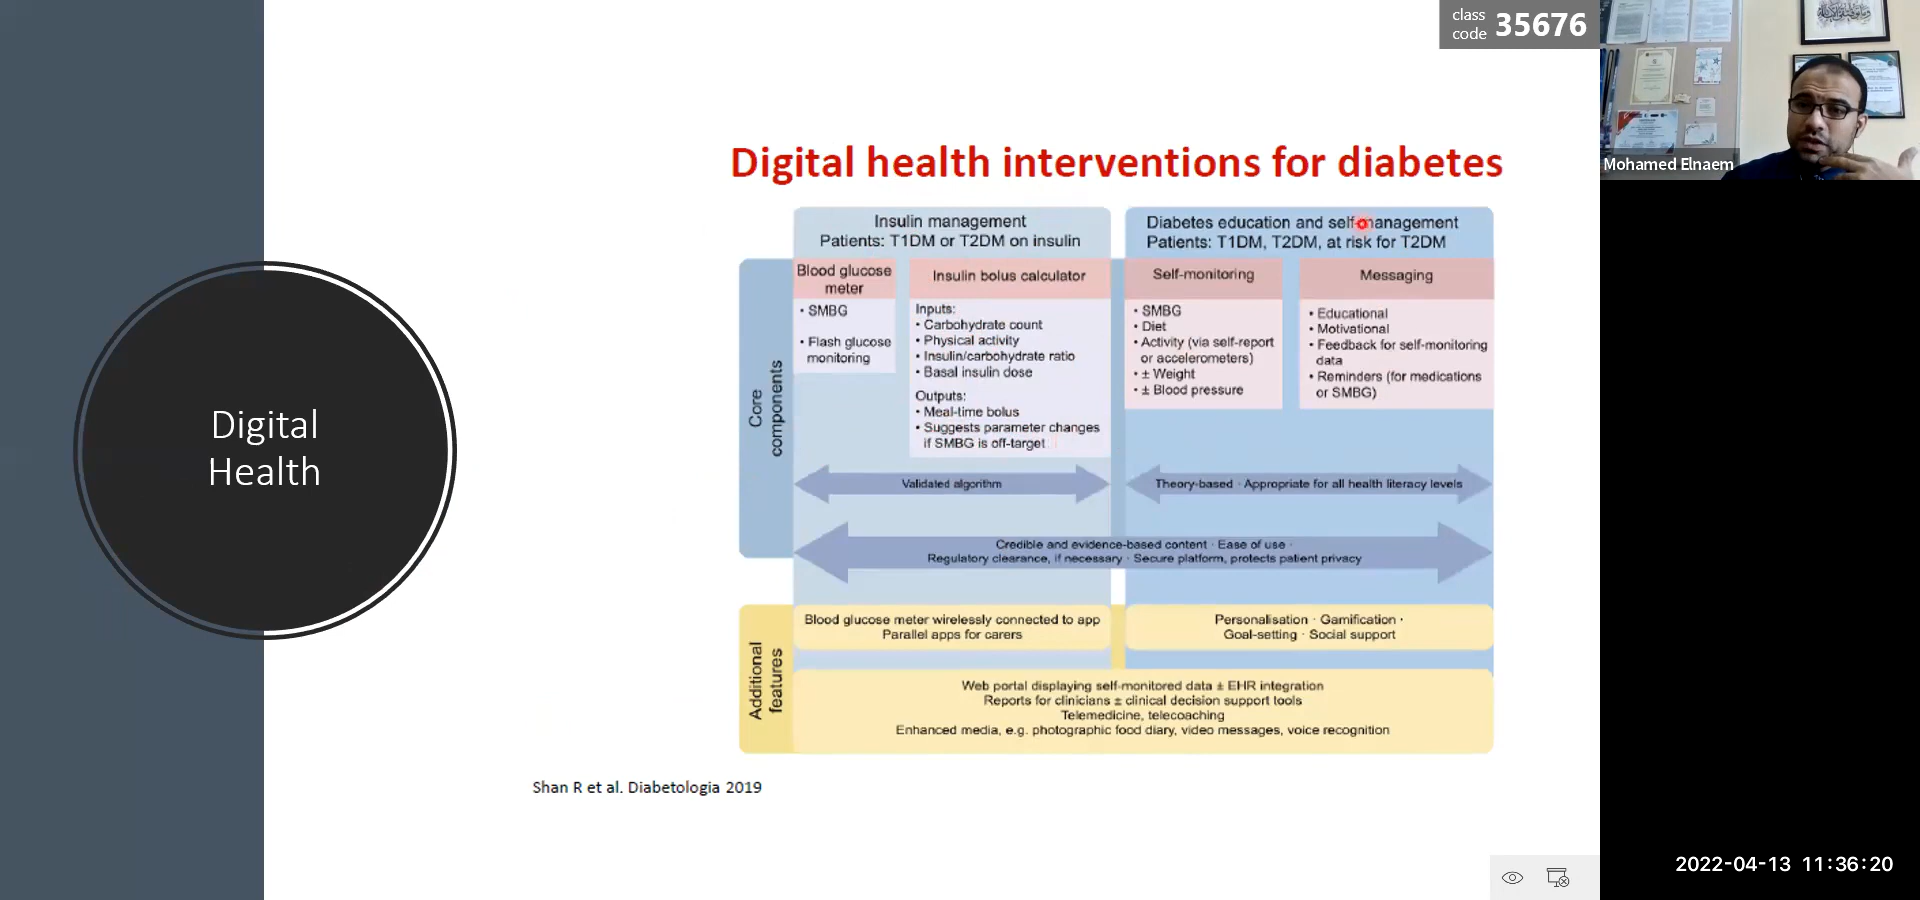 class
code 35676
Mohamed Elnaem
Digital
Health
Digital health interventions for diabetes
Insulin management
Patients: T1DM or T2DM on insulin
Diabetes education and self-management
Patients: T1DM, T2DM, at risk for T2DM
Core
components
Blood glucose
meter
• SMBG
• Flash glucose
monitoring
Insulin bolus calculator
Inputs:
• Carbohydrate count
• Physical activity
• Insulin/carbohydrate ratio
• Basal insulin dose
Outputs:
• Meal-time bolus
• Suggests parameter changes
if SMBG is off-target
Self-monitoring
• SMBG
• Diet
• Activity (via self-report
or accelerometers)
• ± Weight
• ± Blood pressure
Messaging
• Educational
• Motivational
• Feedback for self-monitoring
data
• Reminders (for medications
or SMBG)
Validated algorithm
Theory-based · Appropriate for all health literacy levels
Credible and evidence-based content · Ease of use ·
Regulatory clearance, if necessary · Secure platform, protects patient privacy
Additional
features
Blood glucose meter wirelessly connected to app
Parallel apps for carers
Personalisation · Gamification ·
Goal-setting · Social support
Web portal displaying self-monitored data ± EHR integration
Reports for clinicians ± clinical decision support tools
Telemedicine, telecoaching
Enhanced media, e.g. photographic food diary, video messages, voice recognition
Shan R et al. Diabetologia 2019
2022-04-13 11:36:20